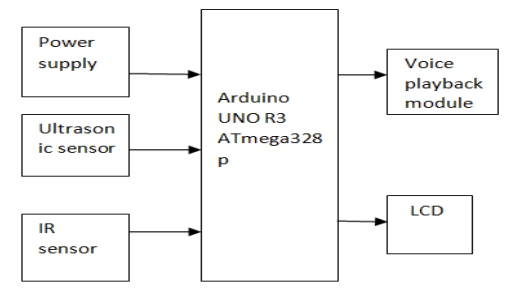 Power
supply
Ultrason
ic sensor
IR
sensor
Arduino
UNO R3
ATmega328
p
Voice
playback
module
LCD